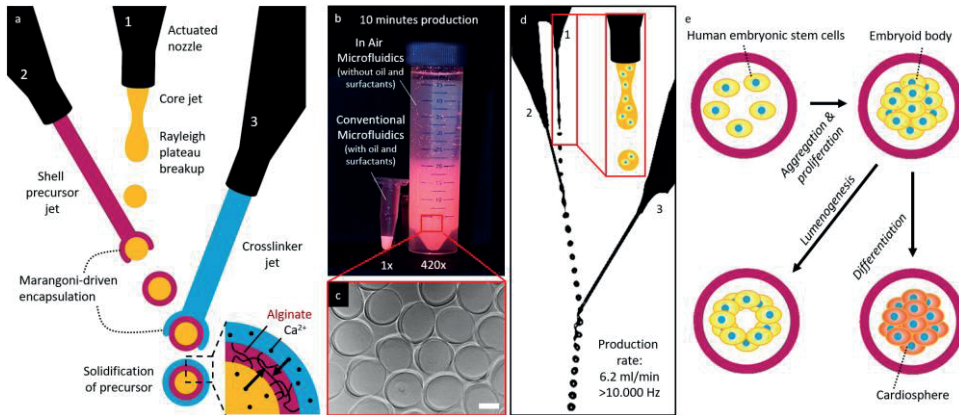 a
1
Actuated
nozzle
2
Core jet
3
Rayleigh
plateau
breakup
Shell
precursor
jet
Crosslinker
jet
Marangoni-driven
encapsulation
Alginate
Ca²⁺
Solidification
of precursor
b
10 minutes production
In Air
Microfluidics
(without oil and
surfactants)
Conventional
Microfluidics
(with oil and
surfactants)
1x
420x
c
d
1
2
3
Production
rate:
6.2 ml/min
>10.000 Hz
e
Human embryonic stem cells
Embryoid body
Aggregation &
proliferation
Lumenogenesis
Differentiation
Cardiosphere